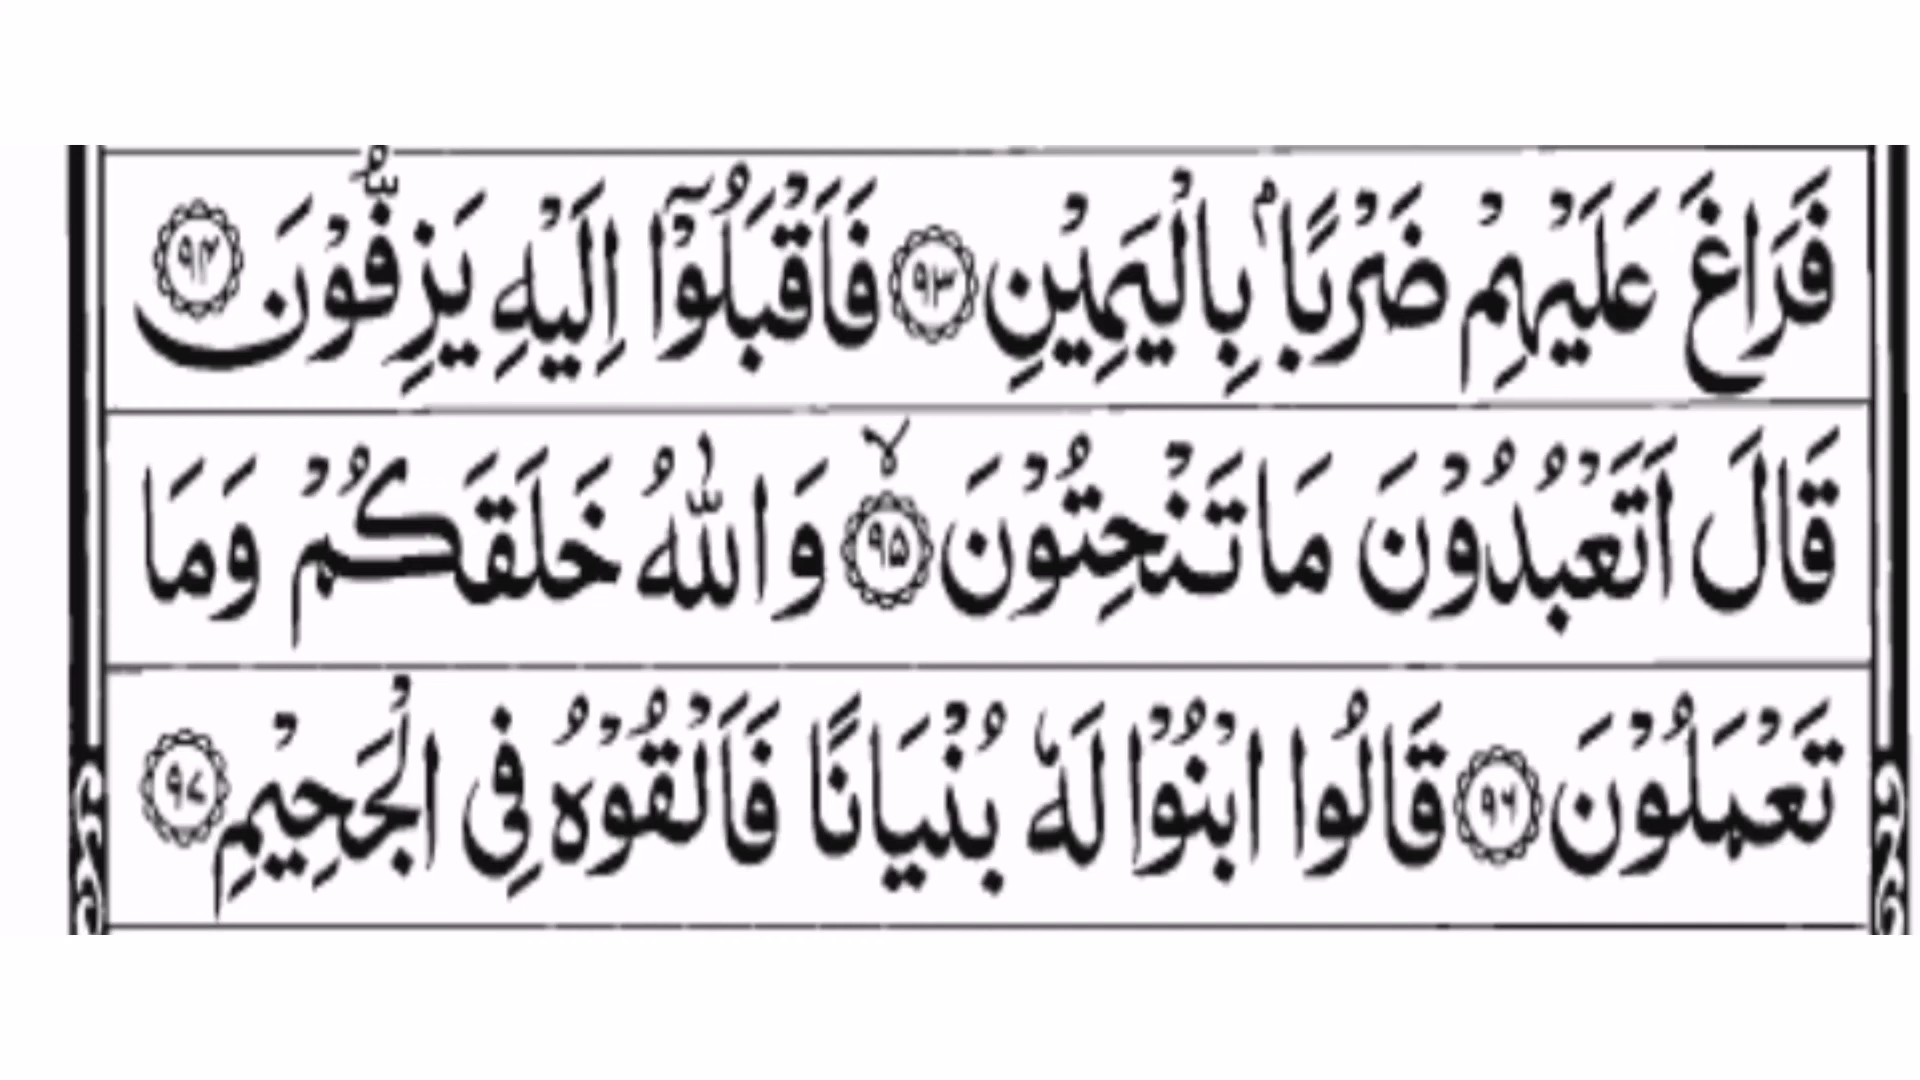 فَرَاغَ عَلَيْهِمْ ضَرْبًاۢ بِالْيَمِيْنِ ۹۳ فَاَقْبَلُوْۤا اِلَيْهِ يَزِفُّوْنَ ۹۴
قَالَ اَتَعْبُدُوْنَ مَا تَنْحِتُوْنَ ۙ ۹۵ وَ اللّٰهُ خَلَقَكُمْ وَمَا
تَعْمَلُوْنَ ۹۶ قَالُوا ابْنُوْا لَهٗ بُنْيَانًا فَاَلْقُوْهُ فِي الْجَحِيْمِ ۹۷